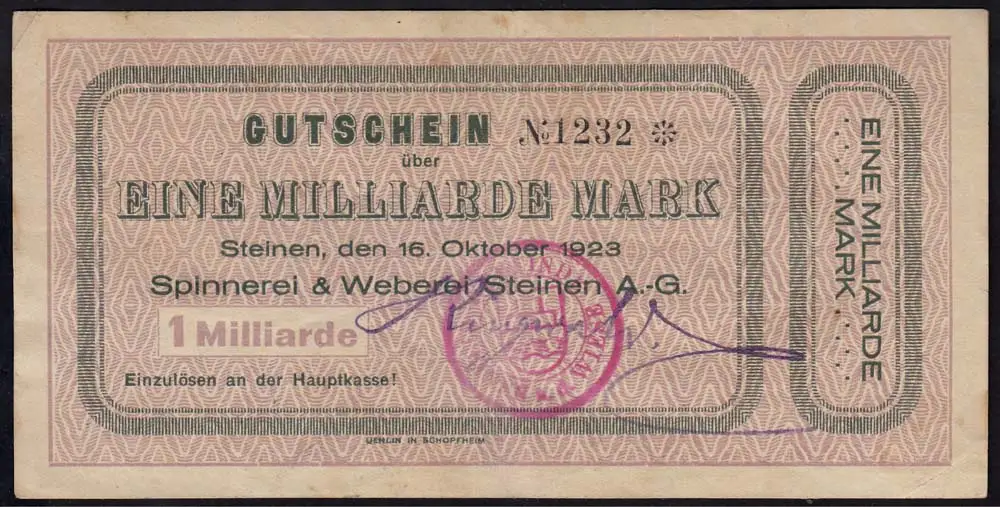 GUTSCHEIN №1232 *
über
EINE MILLIARDE MARK
Steinen, den 16. Oktober 1923
Spinnerei & Weberei Steinen A.-G.
1 Milliarde
Einzulösen an der Hauptkasse!
UEHLIN IN SCHOPFHEIM
EINE MILLIARDE
..... MARK .....